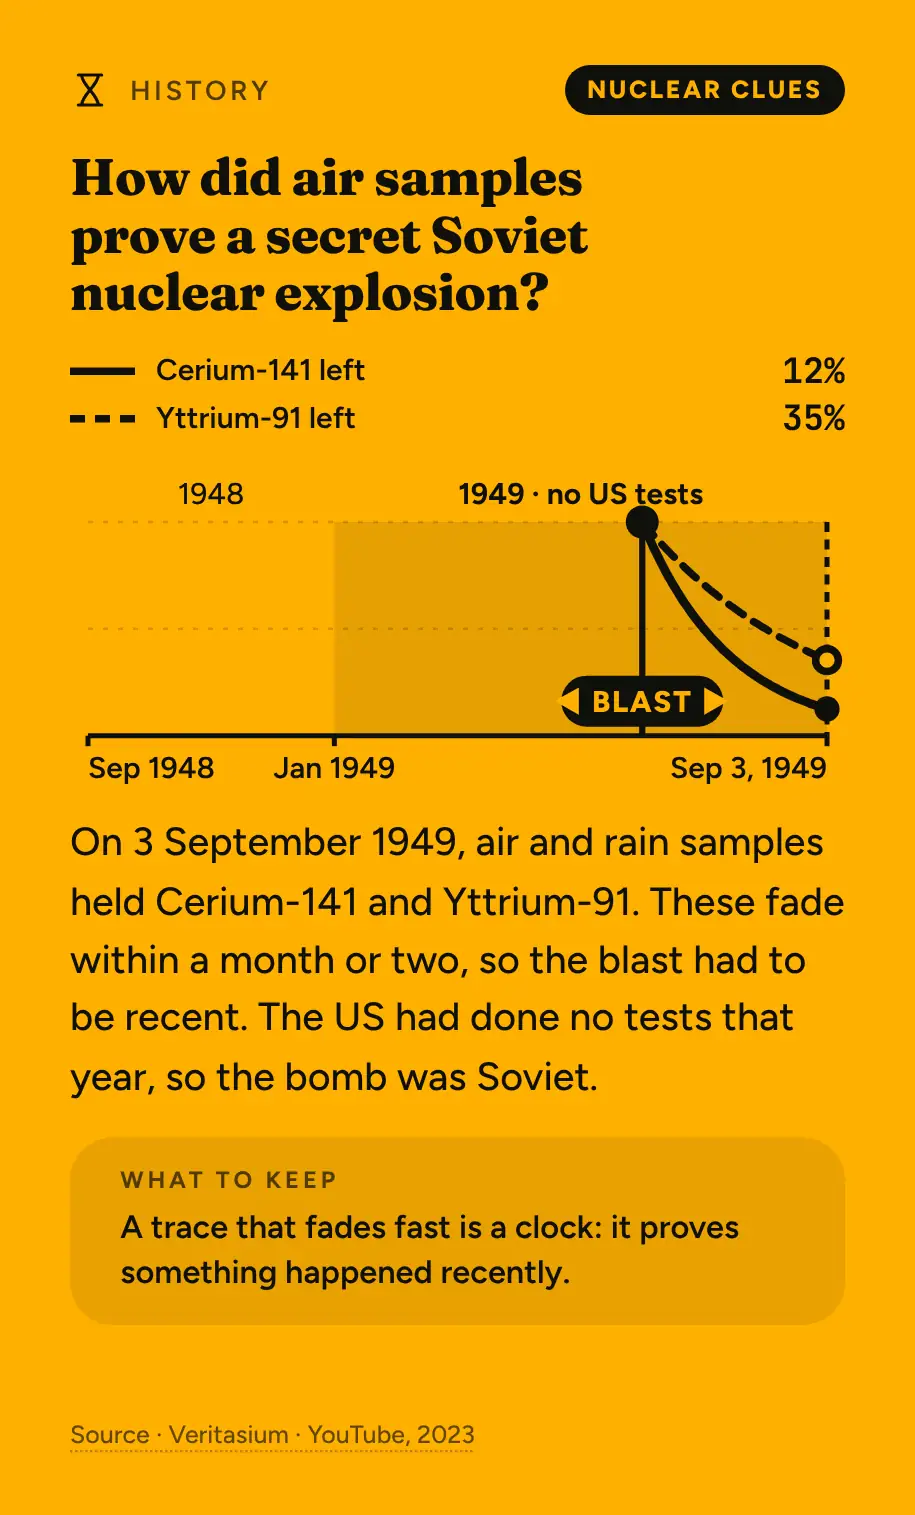 HISTORY
NUCLEAR CLUES
How did air samples
prove a secret Soviet
nuclear explosion?
Cerium-141 left 12%
Yttrium-91 left 35%
1948
1949 · no US tests
BLAST
Sep 1948
Jan 1949
Sep 3, 1949
On 3 September 1949, air and rain samples
held Cerium-141 and Yttrium-91. These fade
within a month or two, so the blast had to
be recent. The US had done no tests that
year, so the bomb was Soviet.
WHAT TO KEEP
A trace that fades fast is a clock: it proves
something happened recently.
Source · Veritasium · YouTube, 2023